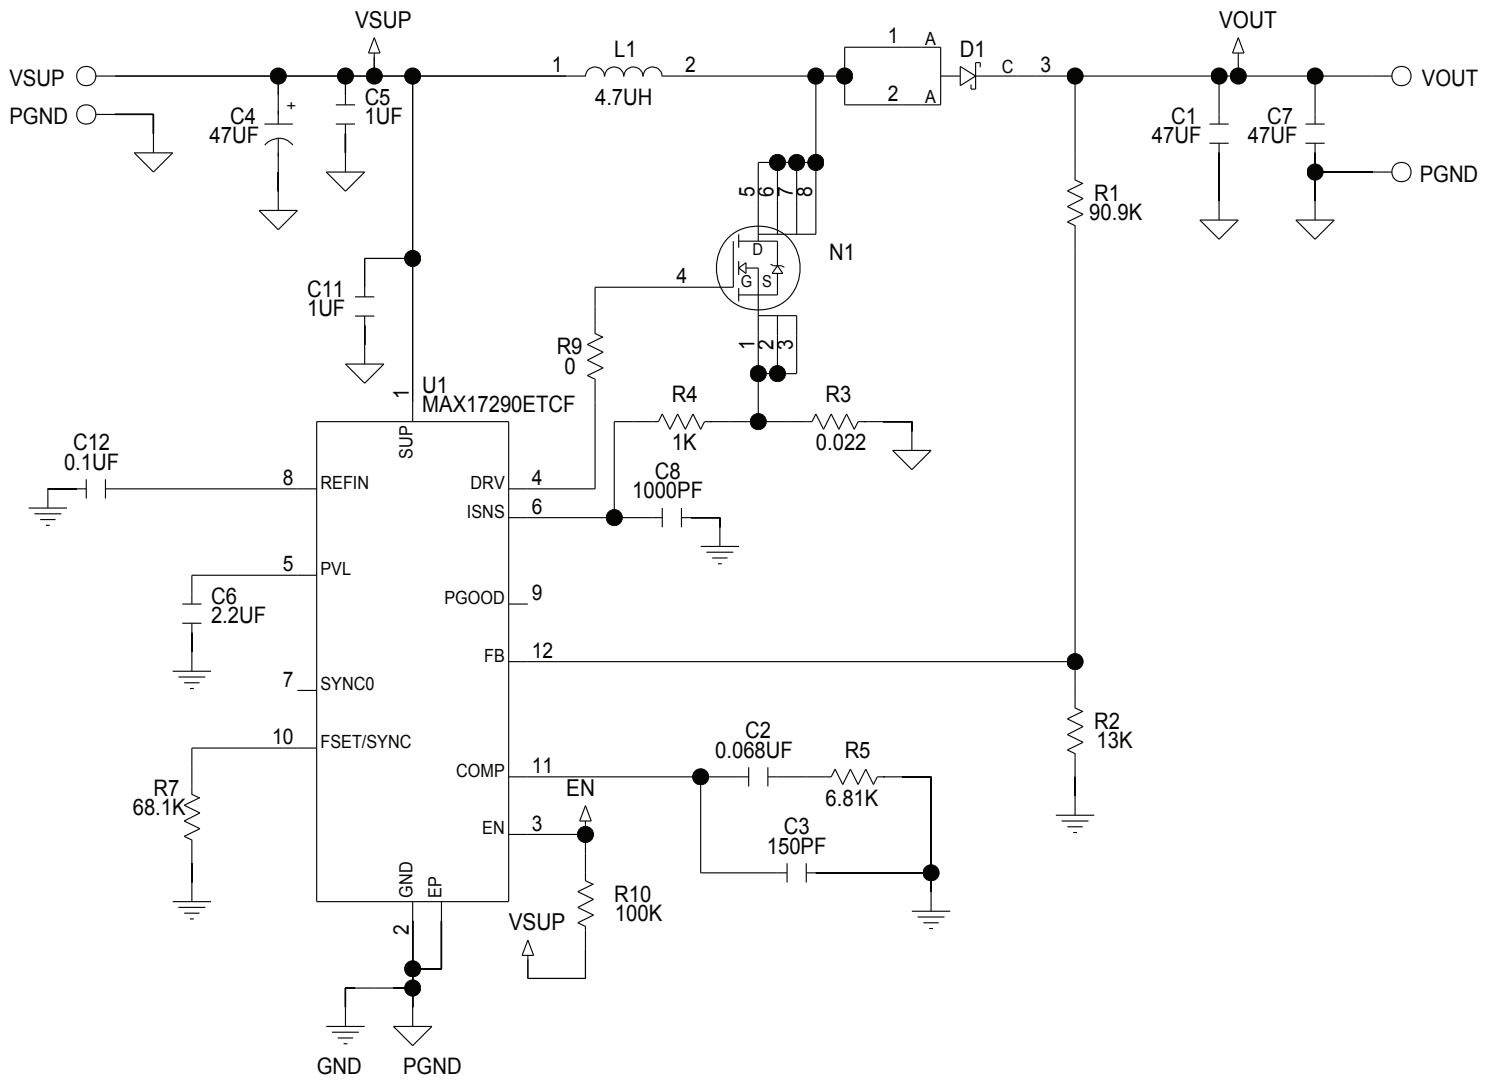 VSUP
VOUT
VSUP
PGND
C4
47UF
+
C5
1UF
1
L1
2
4.7UH
1
A
2
A
D1
C
3
C1
47UF
C7
47UF
VOUT
PGND
R1
90.9K
5
6
7
8
N1
D
G
S
4
1
2
3
C11
1UF
R9
0
R4
1K
R3
0.022
1
U1
MAX17290ETCF
SUP
C12
0.1UF
8
REFIN
DRV
4
ISNS
6
C8
1000PF
5
PVL
C6
2.2UF
PGOOD
9
FB
12
7
SYNC0
10
FSET/SYNC
R7
68.1K
COMP
11
C2
0.068UF
R5
6.81K
C3
150PF
R2
13K
EN
EN
3
R10
100K
VSUP
GND
EP
2
GND
PGND